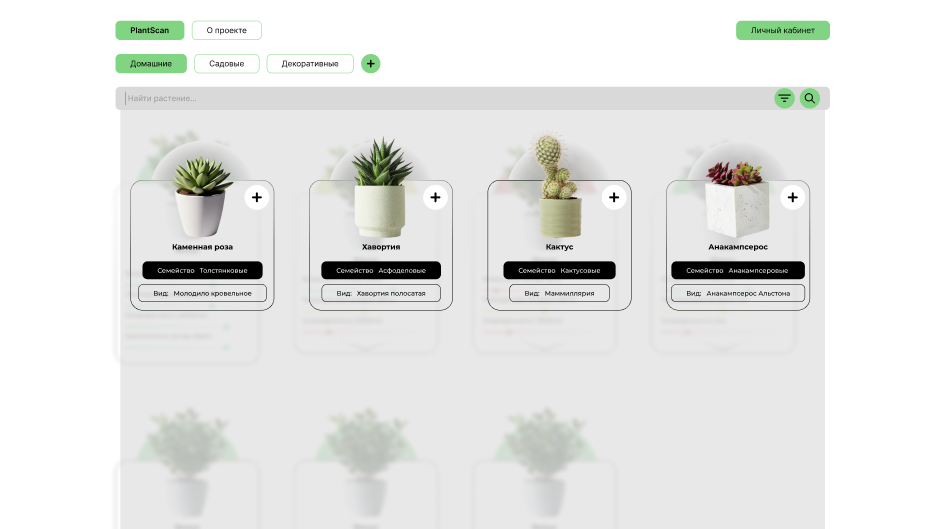 PlantScan
О проекте
Личный кабинет
Домашние
Садовые
Декоративные
Найти растение...
Каменная роза
Семейство Толстянковые
Вид: Молодило кровельное
Хавортия
Семейство Асфоделовые
Вид: Хавортия полосатая
Кактус
Семейство Кактусовые
Вид: Маммиллярия
Анакампсерос
Семейство Анакампсеровые
Вид: Анакампсерос Альстона